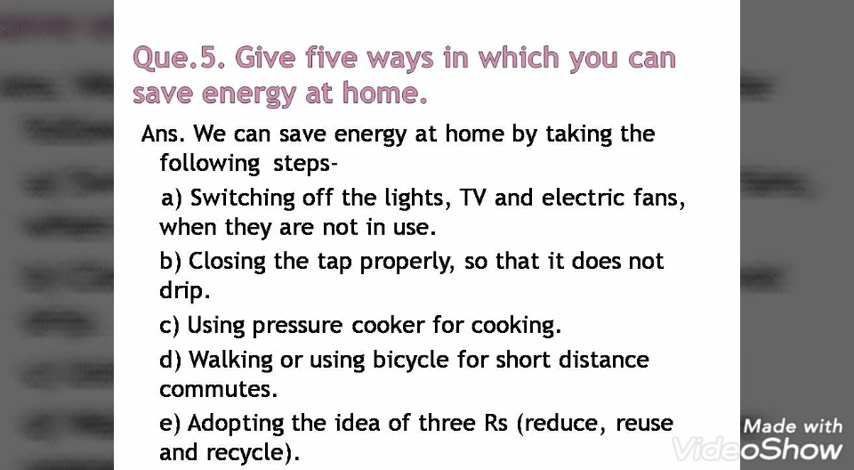 Que.5. Give five ways in which you can
save energy at home.
Ans. We can save energy at home by taking the
following steps-
a) Switching off the lights, TV and electric fans,
when they are not in use.
b) Closing the tap properly, so that it does not
drip.
c) Using pressure cooker for cooking.
d) Walking or using bicycle for short distance
commutes.
e) Adopting the idea of three Rs (reduce, reuse
and recycle).
Made with
VideoShow